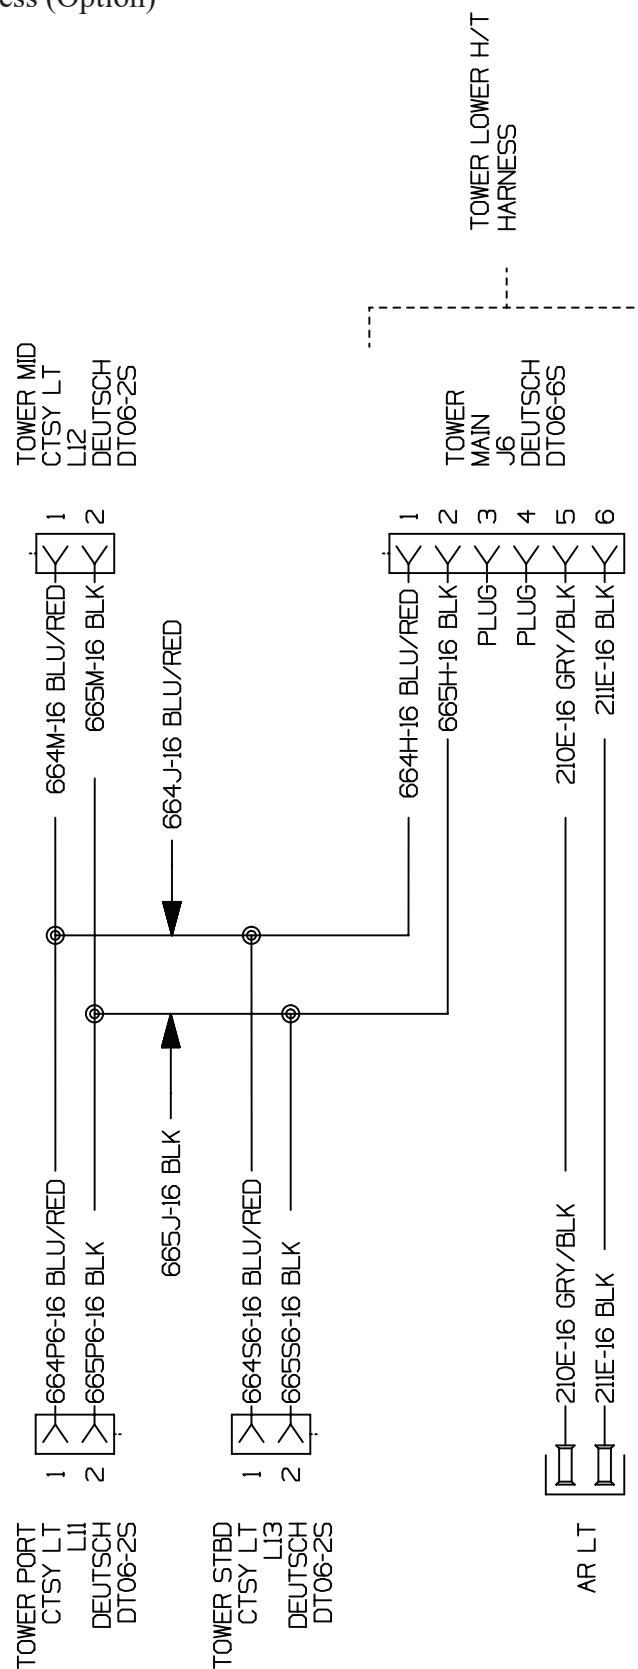 ess (Option)
TOWER LOWER H/T
HARNESS
TOWER MID
CTSY LT
L12
DEUTSCH
DT06-2S
1
2
664M-16 BLU/RED
665M-16 BLK
664J-16 BLU/RED
TOWER
MAIN
J6
DEUTSCH
DT06-6S
1
2
3
4
5
6
664H-16 BLU/RED
665H-16 BLK
PLUG
PLUG
210E-16 GRY/BLK
211E-16 BLK
665J-16 BLK
664P6-16 BLU/RED
665P6-16 BLK
1
2
TOWER PORT
CTSY LT
L11
DEUTSCH
DT06-2S
664S6-16 BLU/RED
665S6-16 BLK
1
2
TOWER STBD
CTSY LT
L13
DEUTSCH
DT06-2S
210E-16 GRY/BLK
211E-16 BLK
AR LT